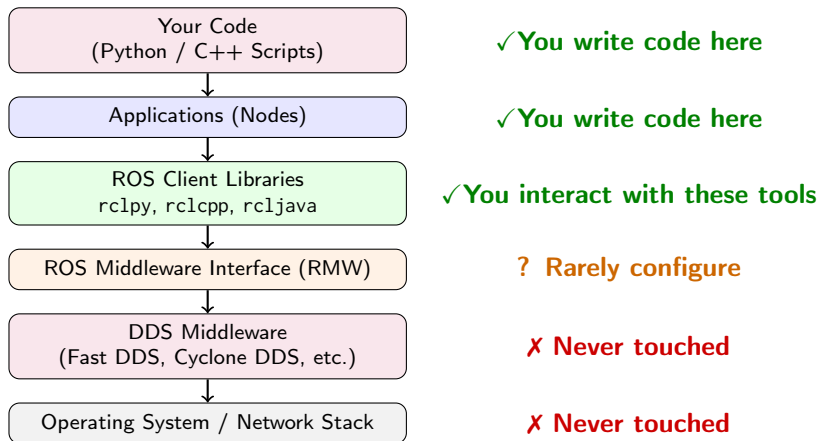 Your Code
(Python / C++ Scripts)
✓You write code here
Applications (Nodes)
✓You write code here
ROS Client Libraries
rclpy, rclcpp, rcljava
✓You interact with these tools
ROS Middleware Interface (RMW)
? Rarely configure
DDS Middleware
(Fast DDS, Cyclone DDS, etc.)
✗ Never touched
Operating System / Network Stack
✗ Never touched